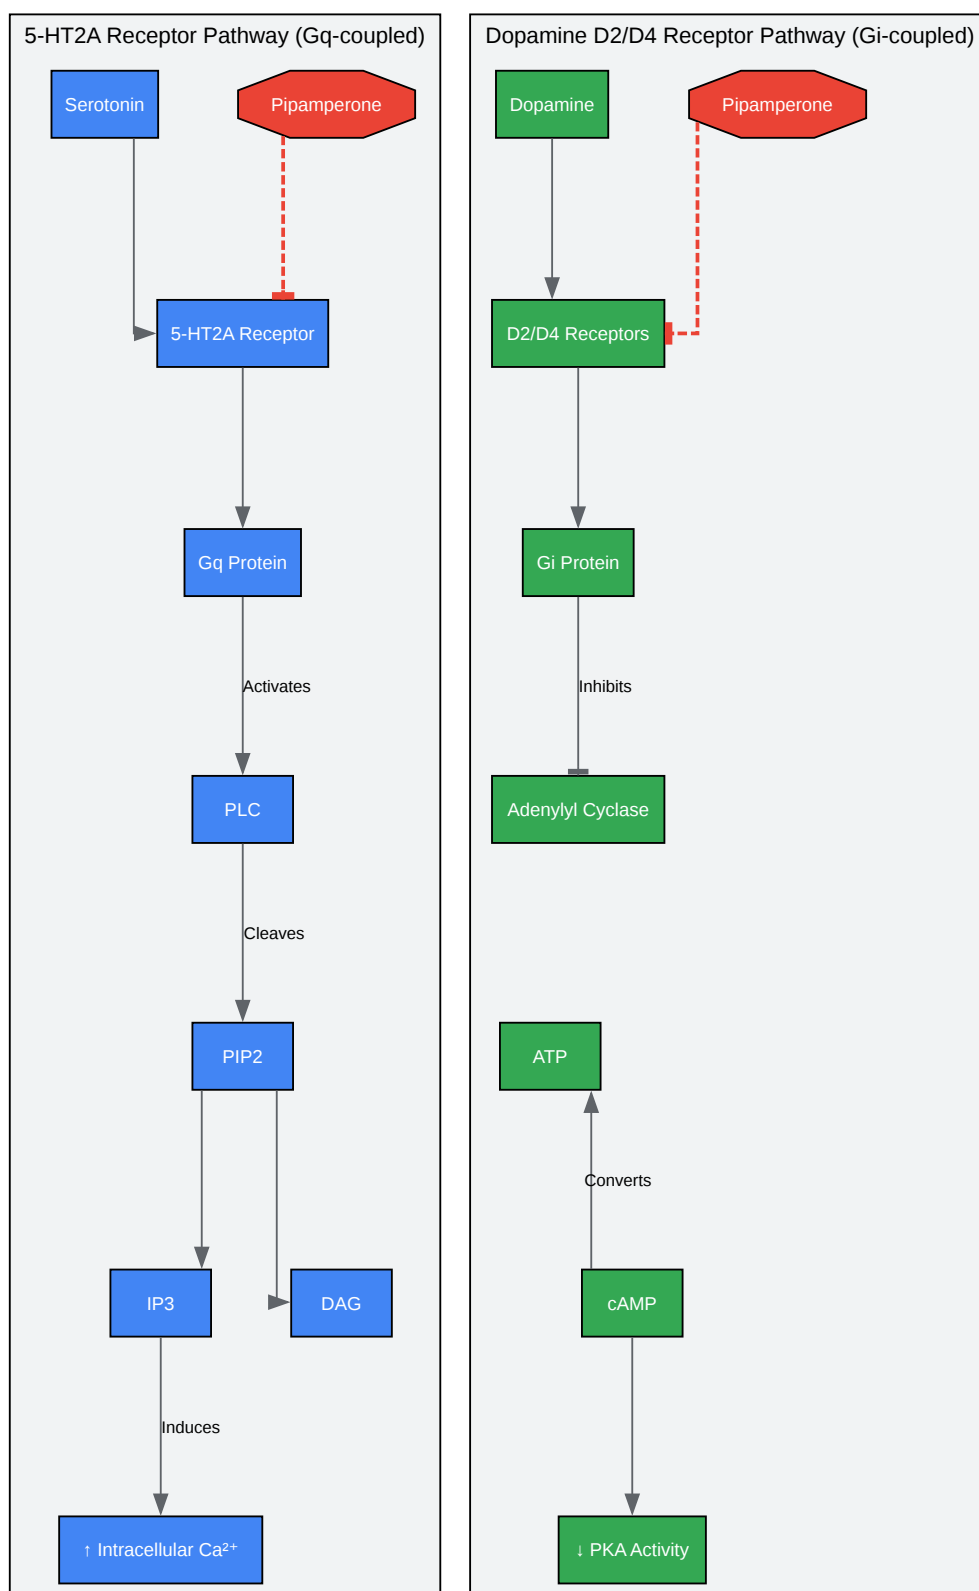 5-HT2A Receptor Pathway (Gq-coupled)
Serotonin
Pipamperone
5-HT2A Receptor
Gq Protein
Activates
PLC
Cleaves
PIP2
IP3
DAG
Induces
↑ Intracellular Ca²⁺
Dopamine D2/D4 Receptor Pathway (Gi-coupled)
Dopamine
Pipamperone
D2/D4 Receptors
Gi Protein
Inhibits
Adenylyl Cyclase
ATP
Converts
cAMP
↓ PKA Activity